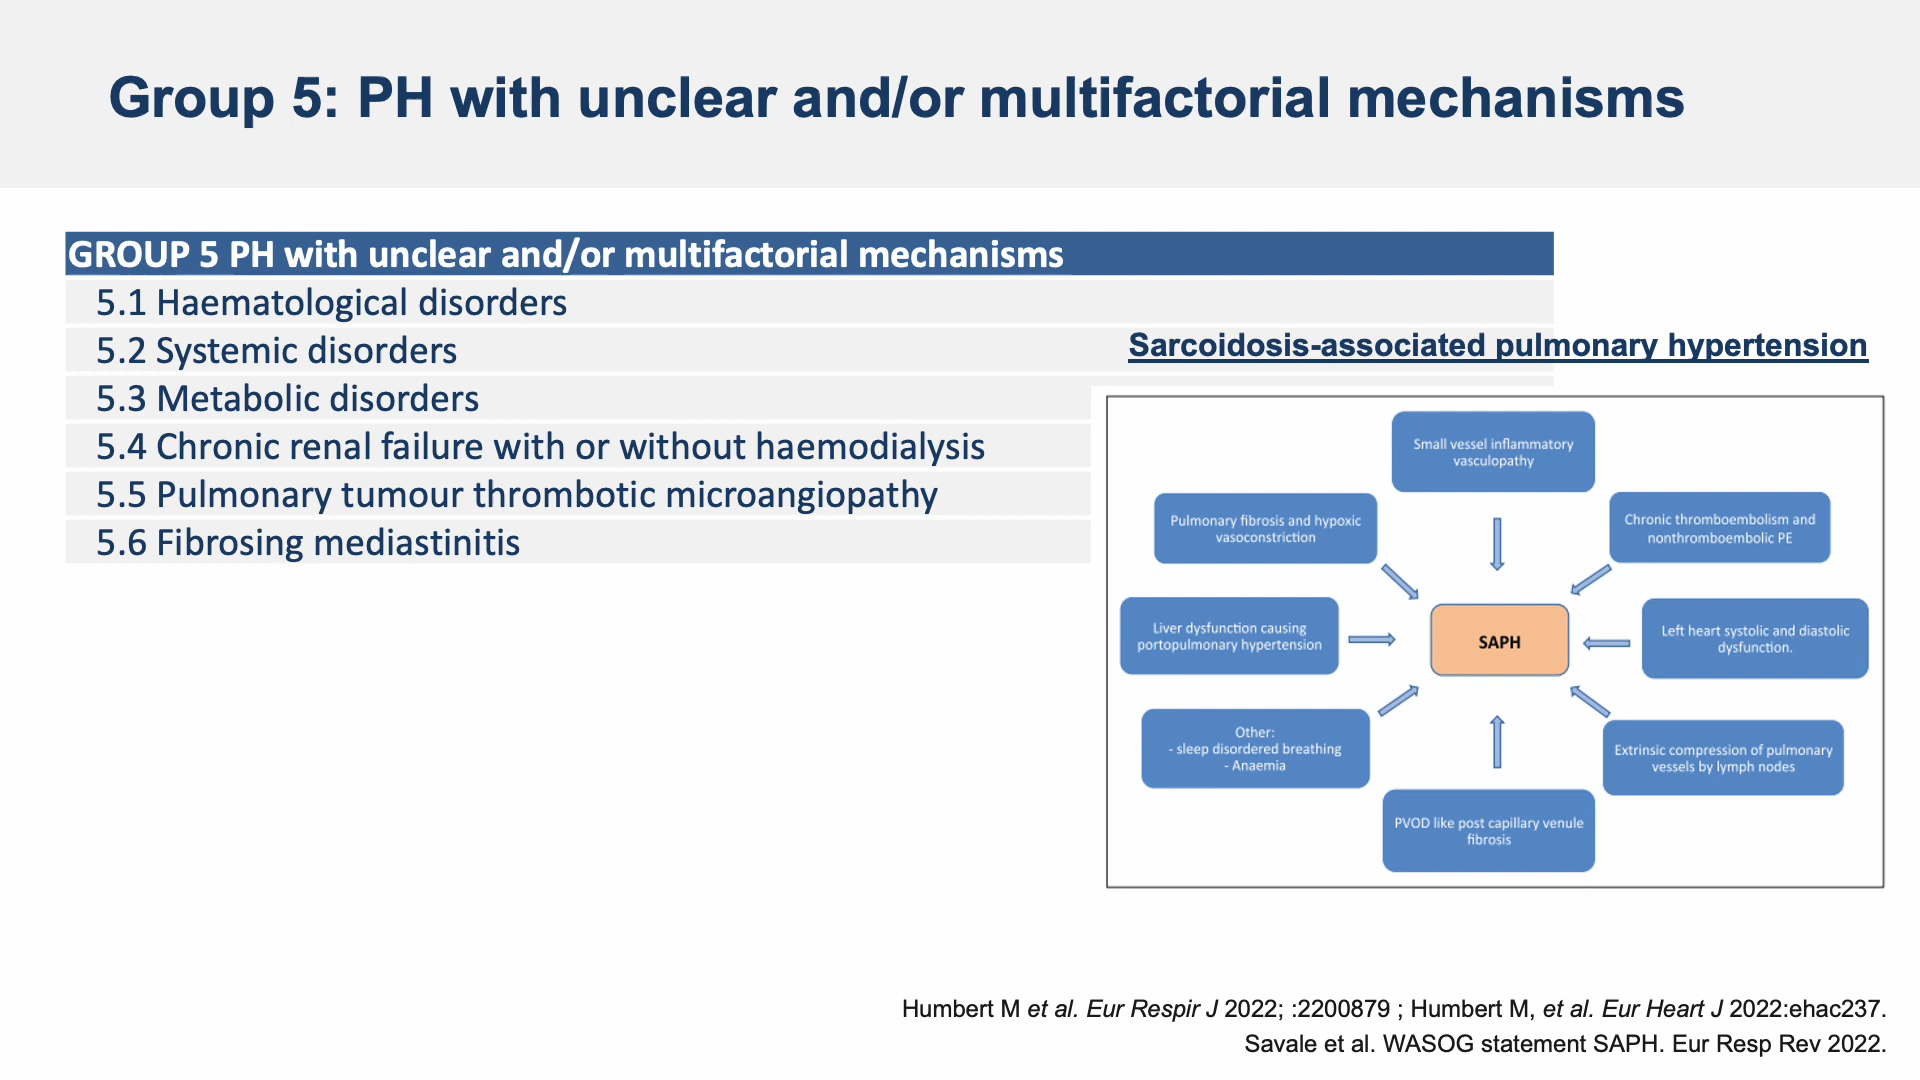 Group 5: PH with unclear and/or multifactorial mechanisms
GROUP 5 PH with unclear and/or multifactorial mechanisms
5.1 Haematological disorders
5.2 Systemic disorders
5.3 Metabolic disorders
5.4 Chronic renal failure with or without haemodialysis
5.5 Pulmonary tumour thrombotic microangiopathy
5.6 Fibrosing mediastinitis
Sarcoidosis-associated pulmonary hypertension
Small vessel inflammatory
vasculopathy
Pulmonary fibrosis and hypoxic
vasoconstriction
Chronic thromboembolism and
nonthromboembolic PE
Liver dysfunction causing
portopulmonary hypertension
SAPH
Left heart systolic and diastolic
dysfunction.
Other:
- sleep disordered breathing
- Anaemia
Extrinsic compression of pulmonary
vessels by lymph nodes
PVOD like post capillary venule
fibrosis
Humbert M et al. Eur Respir J 2022; :2200879 ; Humbert M, et al. Eur Heart J 2022:ehac237.
Savale et al. WASOG statement SAPH. Eur Resp Rev 2022.